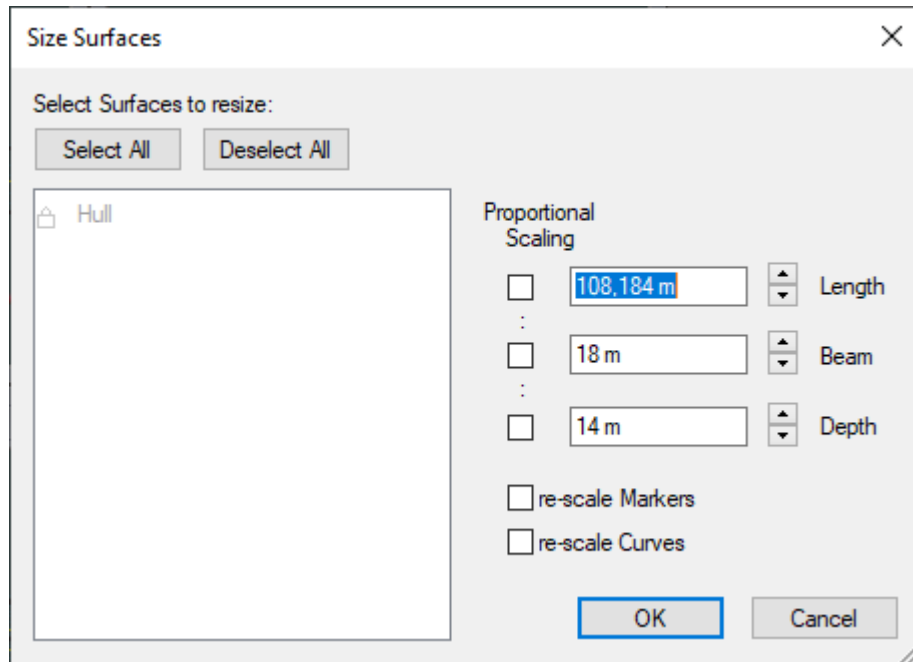 Size Surfaces
Select Surfaces to resize:
Select All
Deselect All
Hull
Proportional
Scaling
108,184 m
Length
:
18 m
Beam
:
14 m
Depth
re-scale Markers
re-scale Curves
OK
Cancel